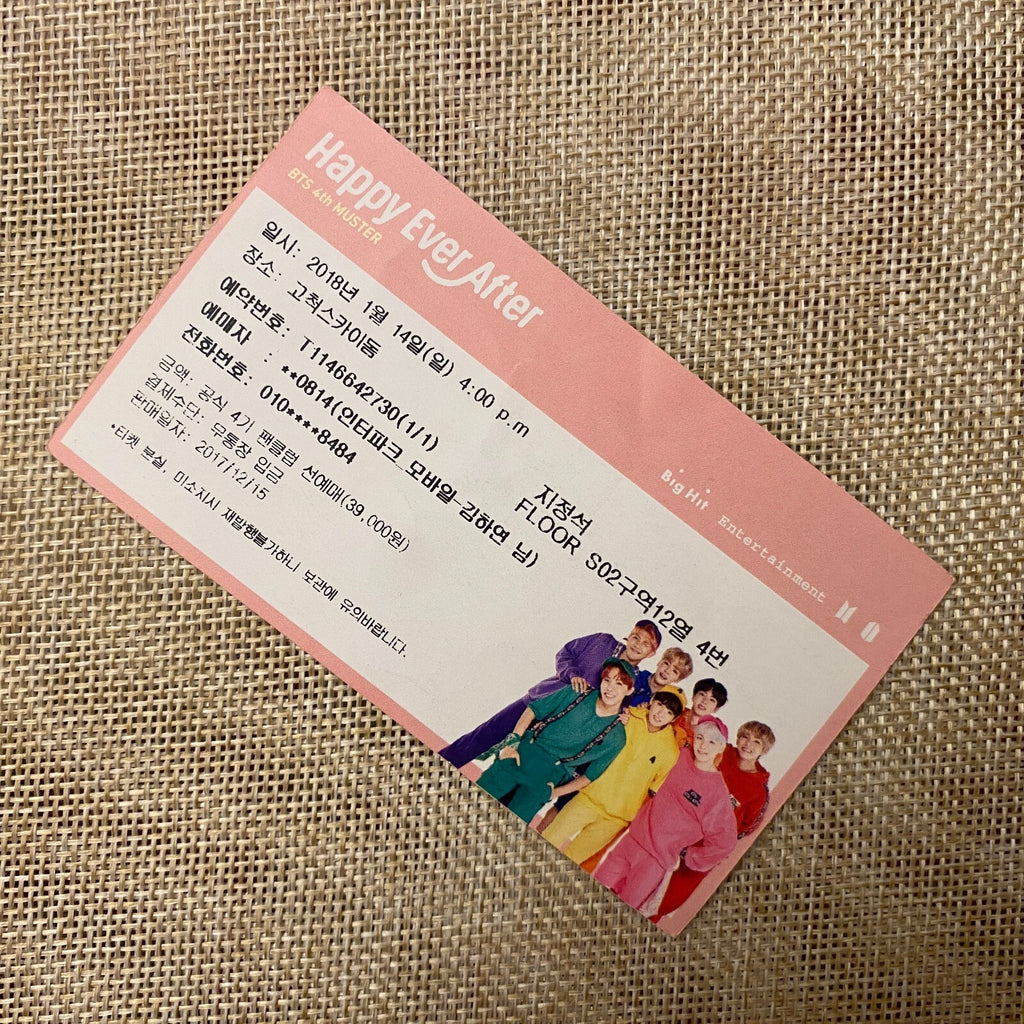 Happy Ever After
BTS 4th MUSTER
일시: 2018년 1월 14일(일) 4:00 p.m
장소: 고척스카이돔
지정석
FLOOR S02구역12열 4번
예약번호: T1146642730(1/1)
예매자 : **0814(인터파크 모바일-김하연 님)
전화번호: 010****8484
금액: 공식 4기 팬클럽 선예매(39,000원)
결제수단: 무통장 입금
판매일자: 2017/12/15
*티켓 분실, 미소지시 재발행불가하니 보관에 유의바랍니다.
Big Hit Entertainment